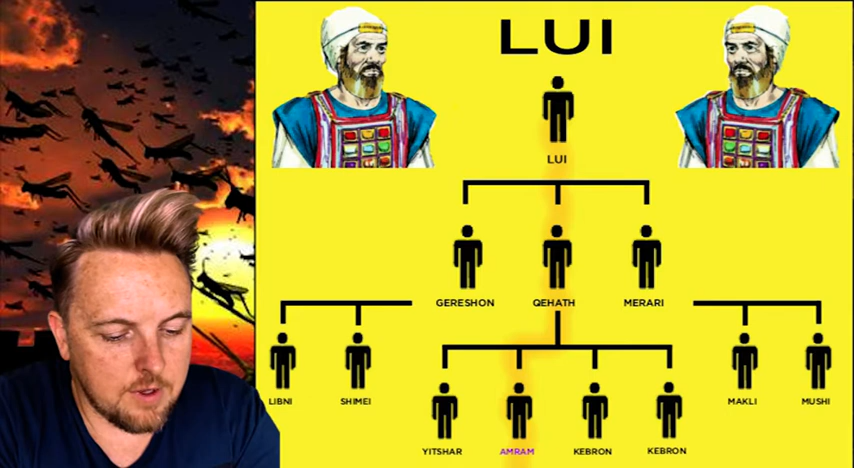 LUI
LUI
GERESHON QEHATH MERARI
LIBNI SHIMEI MAKLI MUSHI
YITSHAR AMRAM KEBRON KEBRON